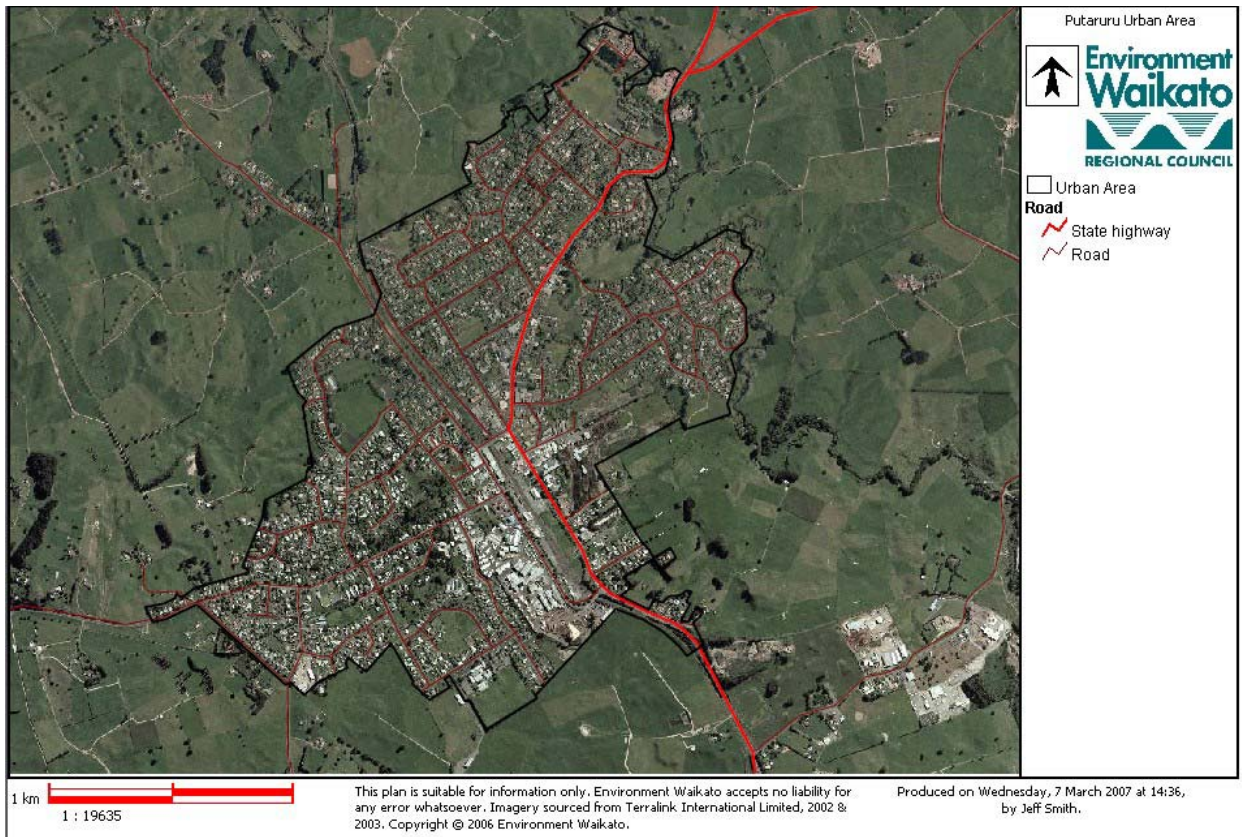 Putaruru Urban Area
Environment
Waikato
REGIONAL COUNCIL
Urban Area
Road
State highway
Road
1 km
1 : 19635
This plan is suitable for information only. Environment Waikato accepts no liability for
any error whatsoever. Imagery sourced from Terralink International Limited, 2002 &
2003. Copyright © 2006 Environment Waikato.
Produced on Wednesday, 7 March 2007 at 14:36,
by Jeff Smith.